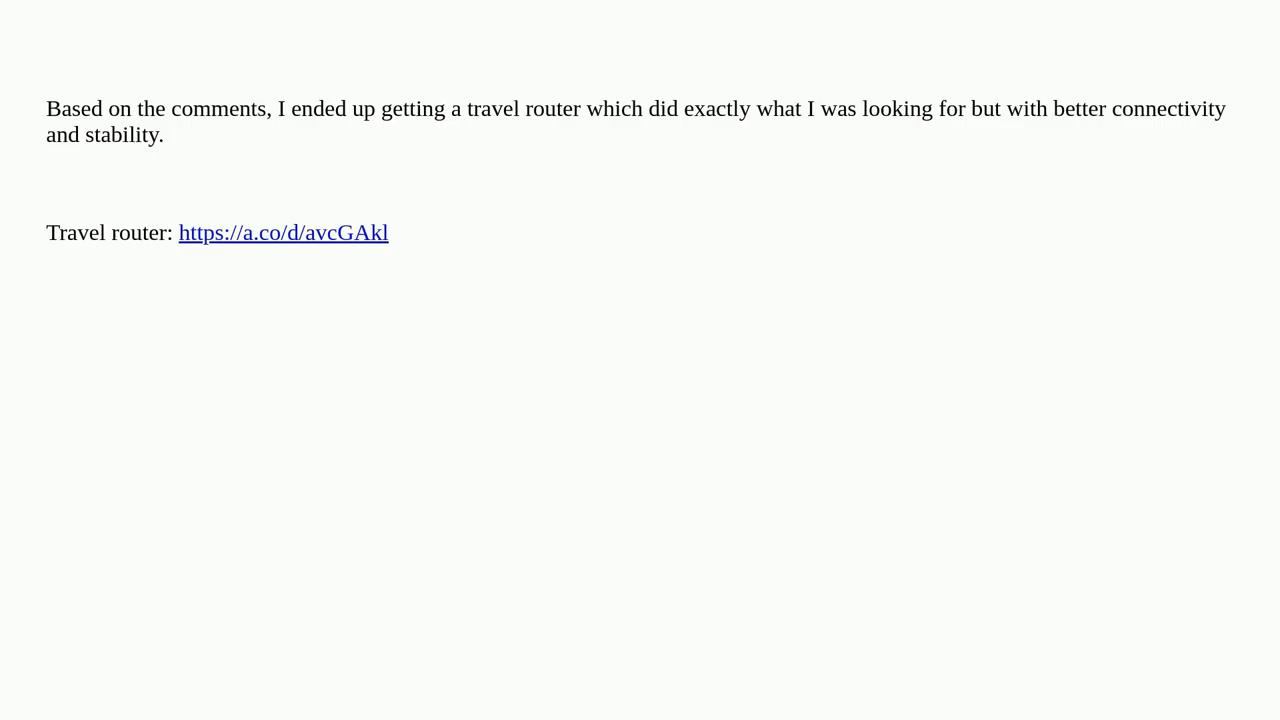 Based on the comments, I ended up getting a travel router which did exactly what I was looking for but with better connectivity
and stability.
Travel router: https://a.co/d/avcGAkl